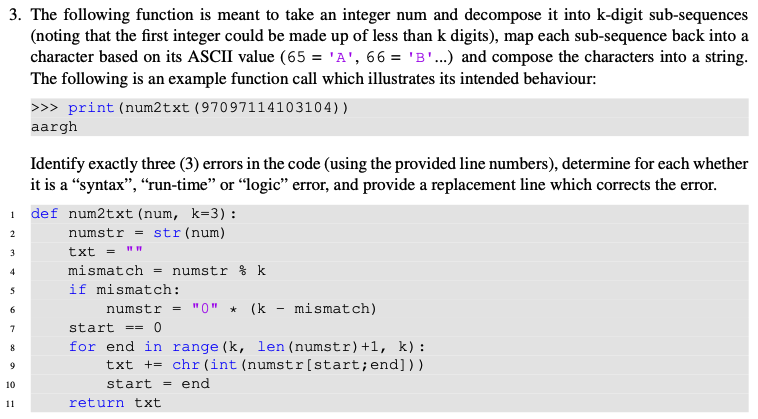 3. The following function is meant to take an integer num and decompose it into k-digit sub-sequences
(noting that the first integer could be made up of less than k digits), map each sub-sequence back into a
character based on its ASCII value (65 = 'A', 66 = 'B'...) and compose the characters into a string.
The following is an example function call which illustrates its intended behaviour:
>>> print(num2txt(97097114103104))
aargh
Identify exactly three (3) errors in the code (using the provided line numbers), determine for each whether
it is a “syntax”, “run-time” or “logic” error, and provide a replacement line which corrects the error.
1 def num2txt(num, k=3):
2     numstr = str(num)
3     txt = ""
4     mismatch = numstr % k
5     if mismatch:
6         numstr = "0" * (k - mismatch)
7     start == 0
8     for end in range(k, len(numstr)+1, k):
9         txt += chr(int(numstr[start;end]))
10         start = end
11     return txt